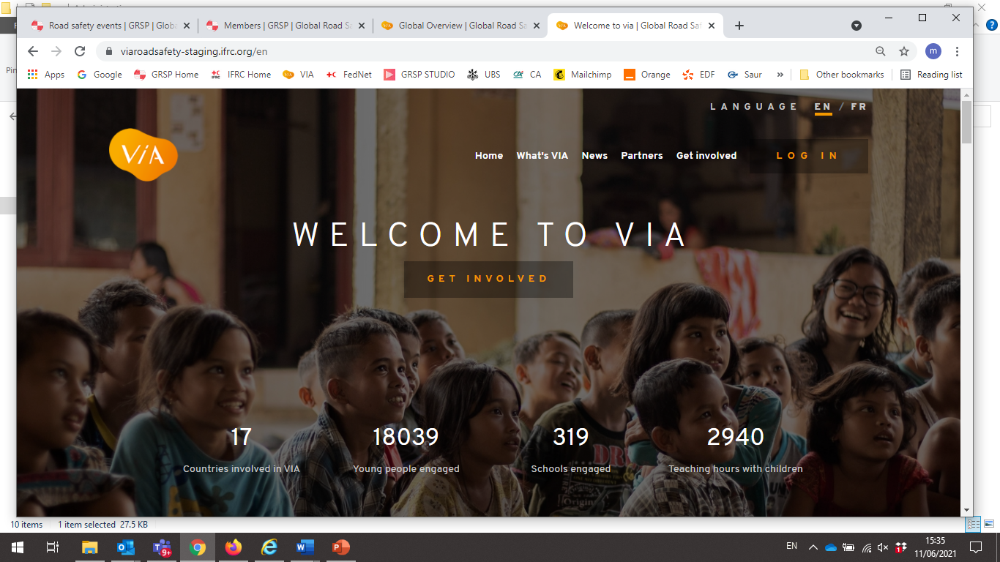 Road safety events | GRSP | Globa
Members | GRSP | Global Road Sa
Global Overview | Global Road Sa
Welcome to via | Global Road Saf
viaroadsafety-staging.ifrc.org/en
m
Apps
Google
GRSP Home
IFRC Home
VIA
FedNet
GRSP STUDIO
UBS
CA
Mailchimp
Orange
EDF
Saur
»
Other bookmarks
Reading list
Pin
LANGUAGE EN / FR
VIA
Home
What's VIA
News
Partners
Get involved
LOG IN
WELCOME TO VIA
GET INVOLVED
17
18039
319
2940
Countries involved in VIA
Young people engaged
Schools engaged
Teaching hours with children
10 items
1 item selected 27.5 KB
9+
EN
1
15:35
11/06/2021